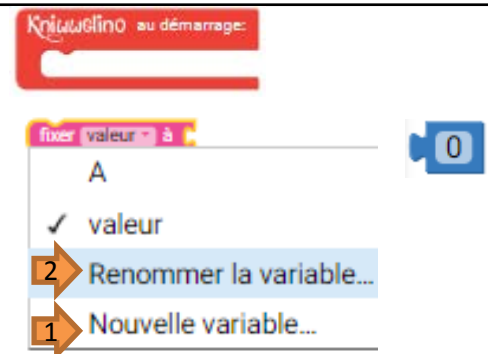 Kniwwelino au démarrage:
fixer valeur à
0
A
✓ valeur
2 Renommer la variable...
1 Nouvelle variable...